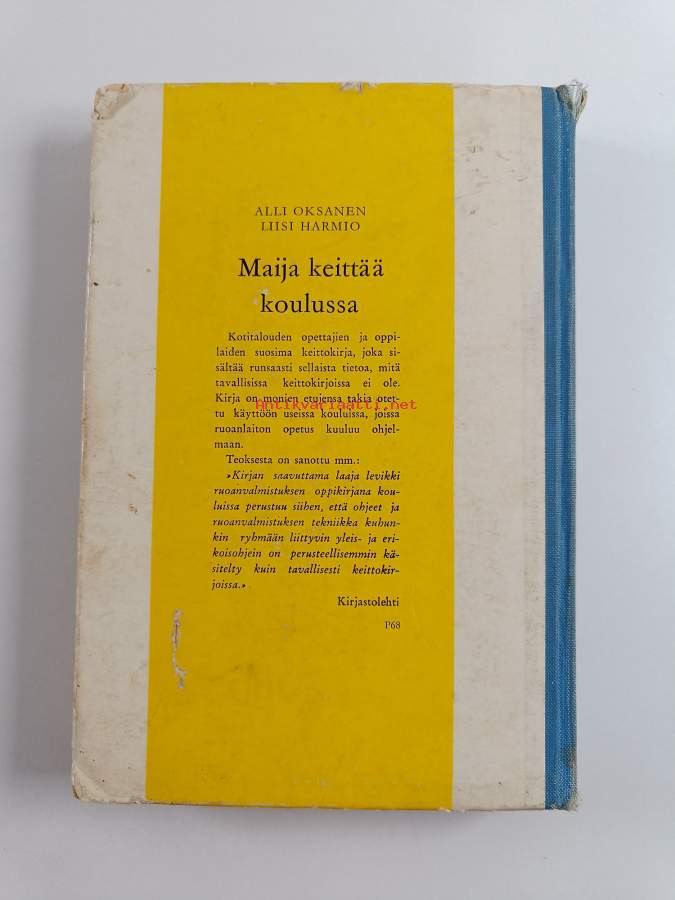 ALLI OKSANEN
LIISI HARMIO
Maija keittää
koulussa
Kotitalouden opettajien ja oppi-
laiden suosima keittokirja, joka si-
sältää runsaasti sellaista tietoa, mitä
tavallisissa keittokirjoissa ei ole.
Kirja on monien etujensa takia otet-
Antikvariaatti.net
tu käyttöön useissa kouluissa, joissa
ruoanlaiton opetus kuuluu ohjel-
maan.
Teoksesta on sanottu mm.:
»Kirjan saavuttama laaja levikki
ruoanvalmistuksen oppikirjana kou-
luissa perustuu siihen, että ohjeet ja
ruoanvalmistuksen tekniikka kuhun-
kin ryhmään liittyvin yleis- ja eri-
koisohjein on perusteellisemmin kä-
sitelty kuin tavallisesti keittokir-
joissa.»
Kirjastolehti
P68